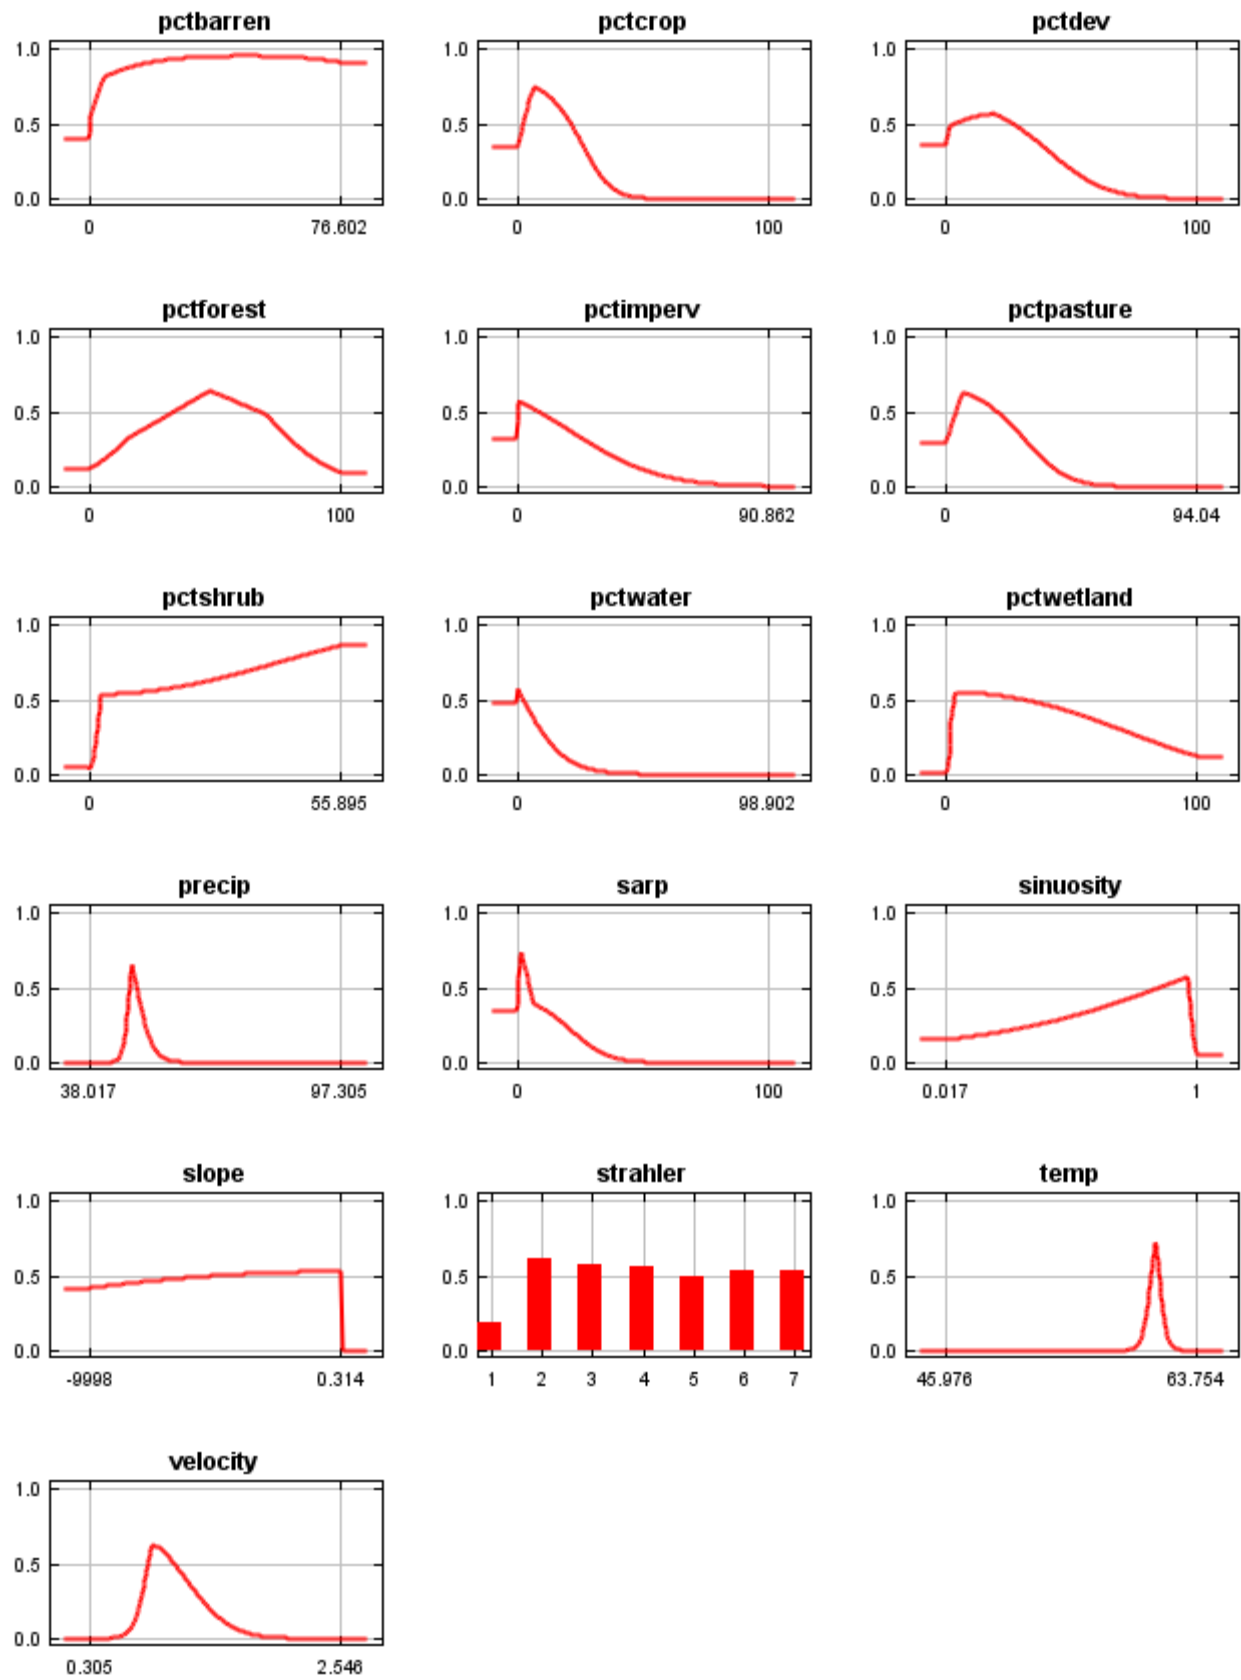 pctbarren pctcrop pctdev
1.0 1.0 1.0
0.5 0.5 0.5
0.0 0.0 0.0
0 76.602 0 100 0 100
pctforest pctimperv pctpasture
1.0 1.0 1.0
0.5 0.5 0.5
0.0 0.0 0.0
0 100 0 90.862 0 94.04
pctshrub pctwater pctwetland
1.0 1.0 1.0
0.5 0.5 0.5
0.0 0.0 0.0
0 55.895 0 98.902 0 100
precip sarp sinuosity
1.0 1.0 1.0
0.5 0.5 0.5
0.0 0.0 0.0
38.017 97.305 0 100 0.017 1
slope strahler temp
1.0 1.0 1.0
0.5 0.5 0.5
0.0 0.0 0.0
-9998 0.314 1 2 3 4 5 6 7 45.976 63.754
velocity
1.0
0.5
0.0
0.305 2.546